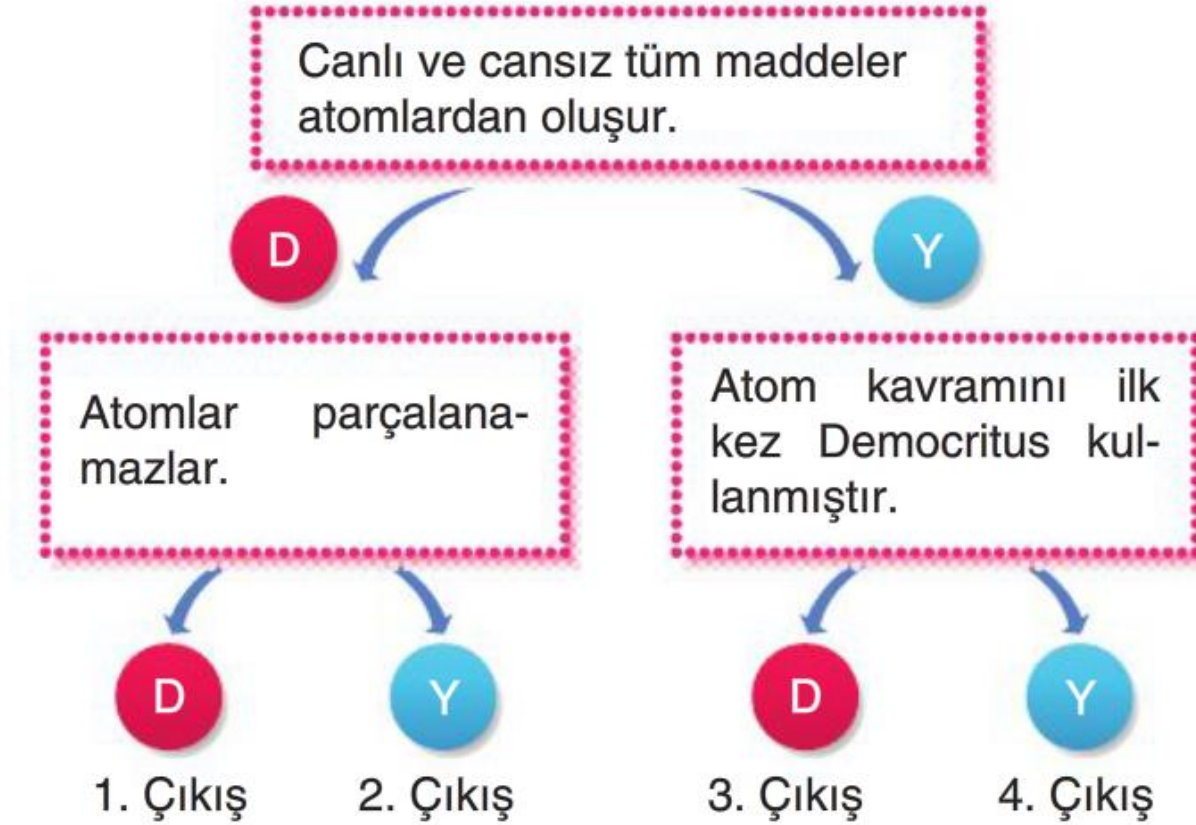 Canlı ve cansız tüm maddeler
atomlardan oluşur.
D
Y
Atomlar parçalana-
mazlar.
Atom kavramını ilk
kez Democritus kul-
lanmıştır.
D
Y
D
Y
1. Çıkış
2. Çıkış
3. Çıkış
4. Çıkış